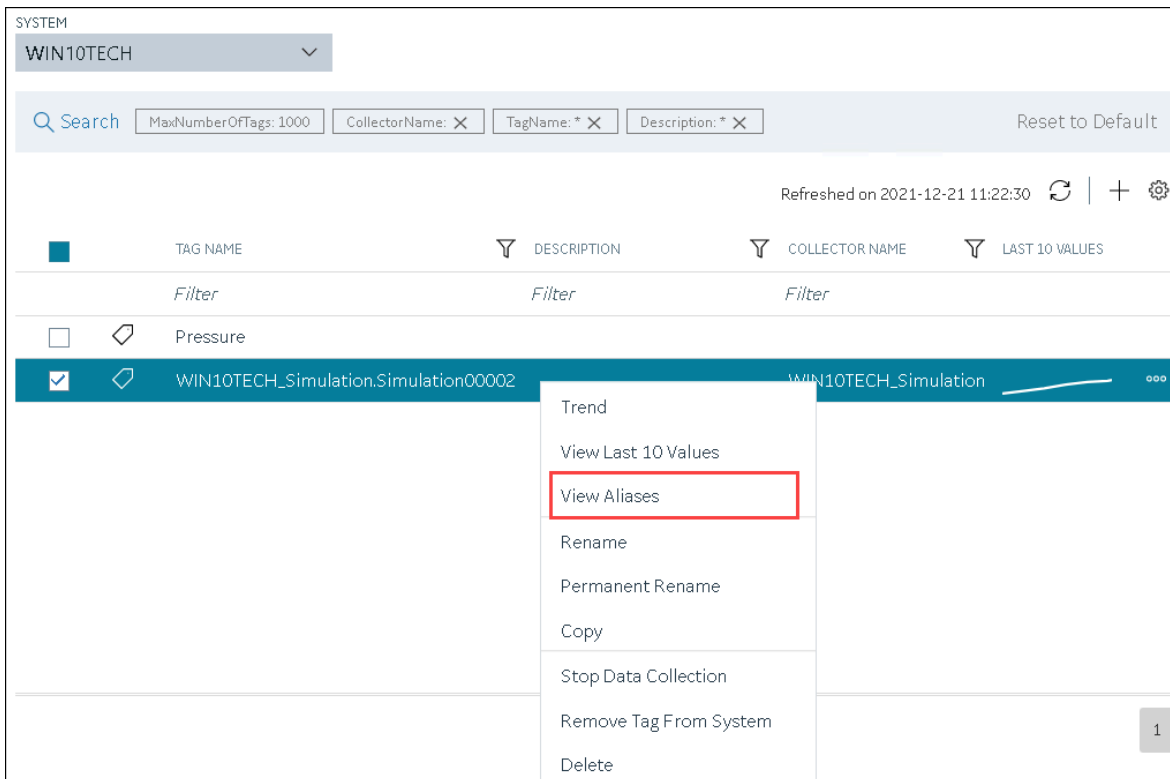 SYSTEM
WIN10TECH
Search MaxNumberOfTags: 1000 CollectorName: TagName: * Description: * Reset to Default
Refreshed on 2021-12-21 11:22:30
TAG NAME DESCRIPTION COLLECTOR NAME LAST 10 VALUES
Filter Filter Filter
Pressure
WIN10TECH_Simulation.Simulation00002 WIN10TECH_Simulation
Trend
View Last 10 Values
View Aliases
Rename
Permanent Rename
Copy
Stop Data Collection
Remove Tag From System
1
Delete